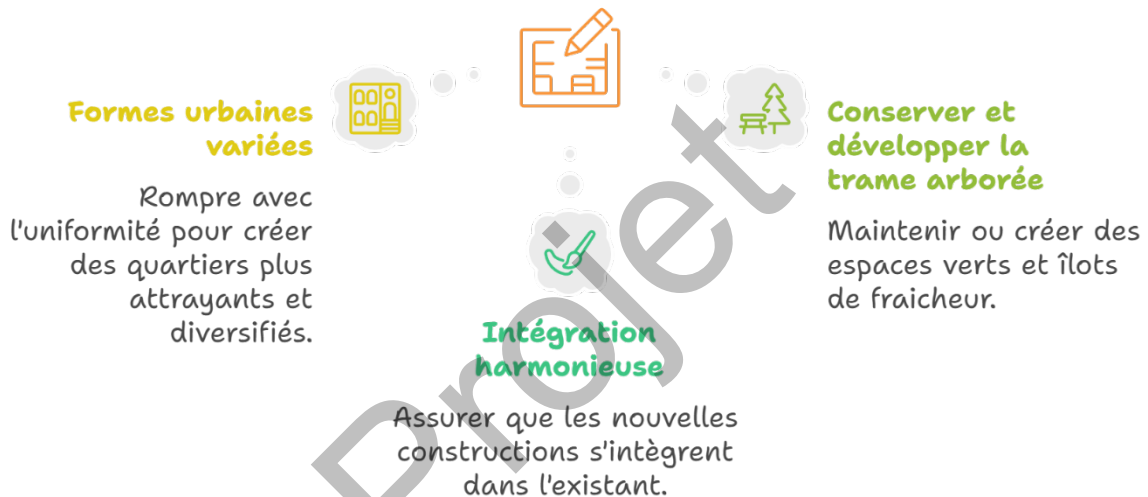 Formes urbaines
variées
Rompre avec
l'uniformité pour créer
des quartiers plus
attrayants et
diversifiés.
Intégration
harmonieuse
Assurer que les nouvelles
constructions s'intègrent
dans l'existant.
Conserver et
développer la
trame arborée
Maintenir ou créer des
espaces verts et îlots
de fraicheur.
Projet